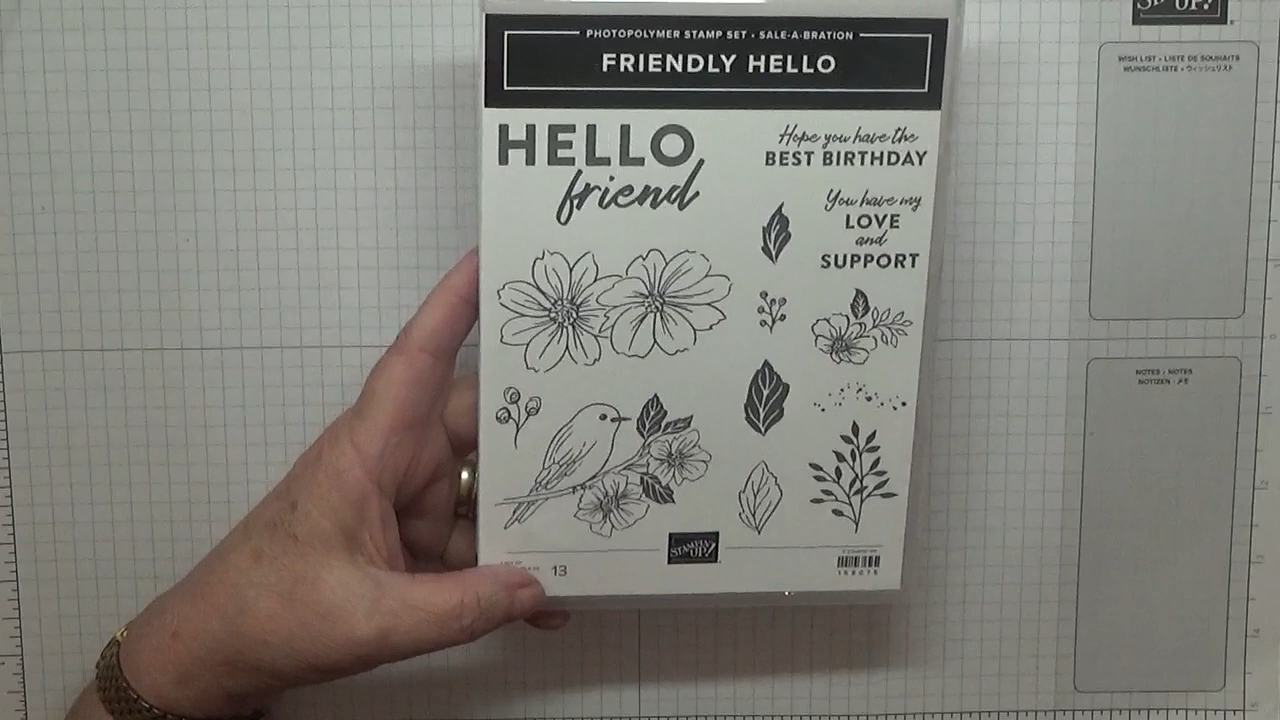 PHOTOPOLYMER STAMP SET • SALE-A-BRATION
FRIENDLY HELLO
HELLO
friend
Hope you have the
BEST BIRTHDAY
You have my
LOVE
and
SUPPORT
STAMPIN' UP!
13
UP!
WISH LIST • LISTE DE SOUHAITS
WUNSCHLISTE • ウィッシュリスト
NOTES • NOTES
NOTIZEN • メモ